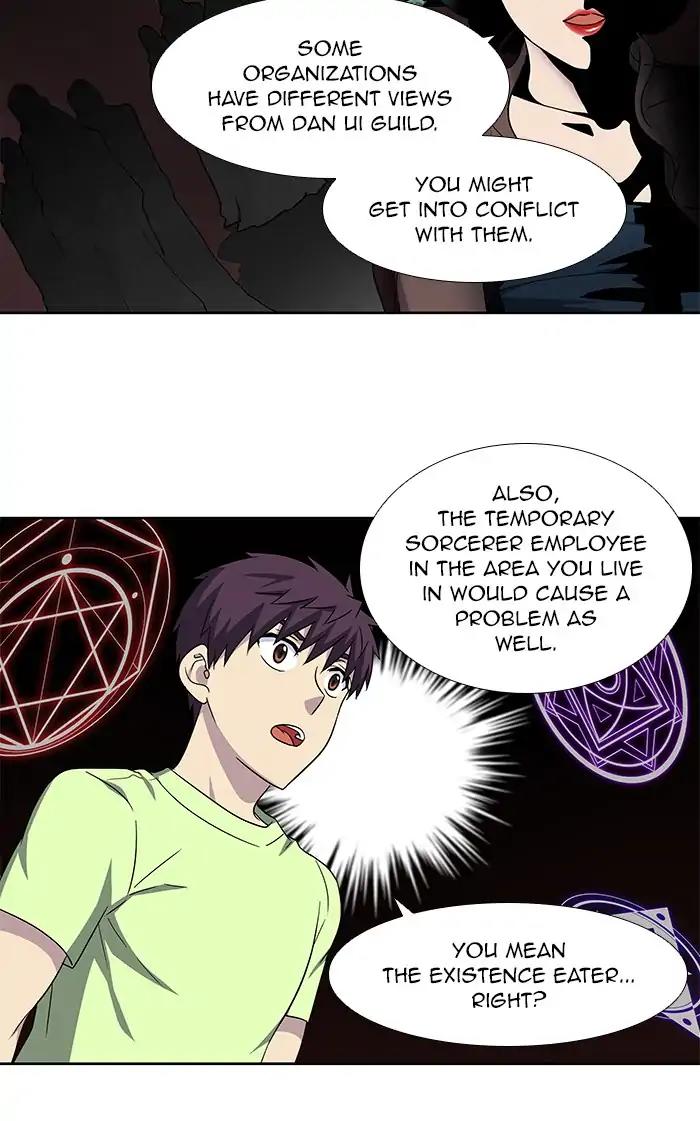 SOME
ORGANIZATIONS
HAVE DIFFERENT VIEWS
FROM DAN UI GUILD.
YOU MIGHT
GET INTO CONFLICT
WITH THEM.
ALSO,
THE TEMPORARY
SORCERER EMPLOYEE
IN THE AREA YOU LIVE
IN WOULD CAUSE A
PROBLEM AS
WELL.
YOU MEAN
THE EXISTENCE EATER...
RIGHT?